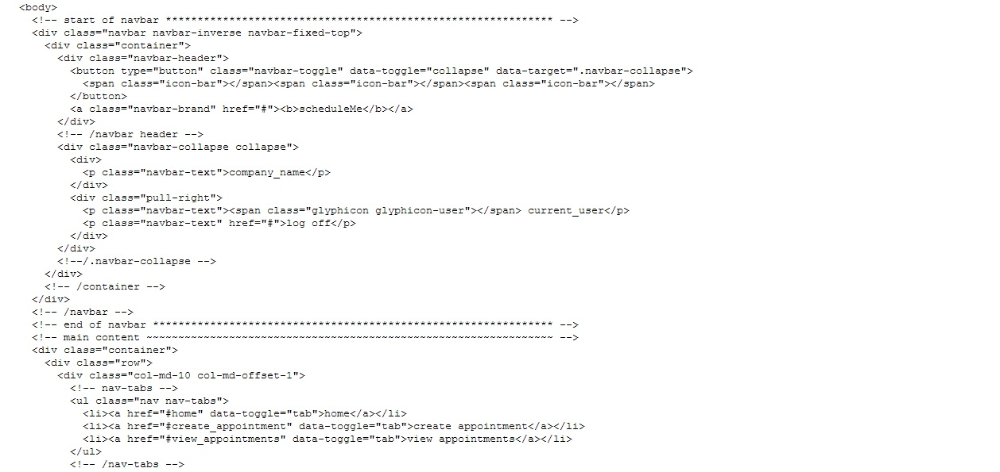 <body>
<!-- start of navbar ************************************************************* -->
<div class="navbar navbar-inverse navbar-fixed-top">
<div class="container">
<div class="navbar-header">
<button type="button" class="navbar-toggle" data-toggle="collapse" data-target=".navbar-collapse">
<span class="icon-bar"></span><span class="icon-bar"></span><span class="icon-bar"></span>
</button>
<a class="navbar-brand" href="#"><b>scheduleMe</b></a>
</div>
<!-- /navbar header -->
<div class="navbar-collapse collapse">
<div>
<p class="navbar-text">company_name</p>
</div>
<div class="pull-right">
<p class="navbar-text"><span class="glyphicon glyphicon-user"></span> current_user</p>
<p class="navbar-text" href="#">log off</p>
</div>
</div>
<!--/.navbar-collapse -->
</div>
<!-- /container -->
</div>
<!-- /navbar -->
<!-- end of navbar *************************************************************** -->
<!-- main content ~~~~~~~~~~~~~~~~~~~~~~~~~~~~~~~~~~~~~~~~~~~~~~~~~~~~~~~~~~~~~~~~ -->
<div class="container">
<div class="row">
<div class="col-md-10 col-md-offset-1">
<!-- nav-tabs -->
<ul class="nav nav-tabs">
<li><a href="#home" data-toggle="tab">home</a></li>
<li><a href="#create_appointment" data-toggle="tab">create appointment</a></li>
<li><a href="#view_appointments" data-toggle="tab">view appointments</a></li>
</ul>
<!-- /nav-tabs -->